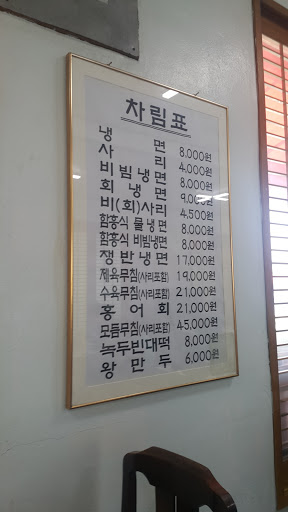 차림표
냉면 8,000원
사리 4,000원
비빔냉면 8,000원
회냉면 9,000원
비(회)사리 4,500원
함흥식 물냉면 8,000원
함흥식 비빔냉면 8,000원
쟁반냉면 17,000원
제육무침(사리포함) 19,000원
수육무침(사리포함) 21,000원
홍어회 21,000원
모듬무침(사리포함) 45,000원
녹두빈대떡 8,000원
왕만두 6,000원